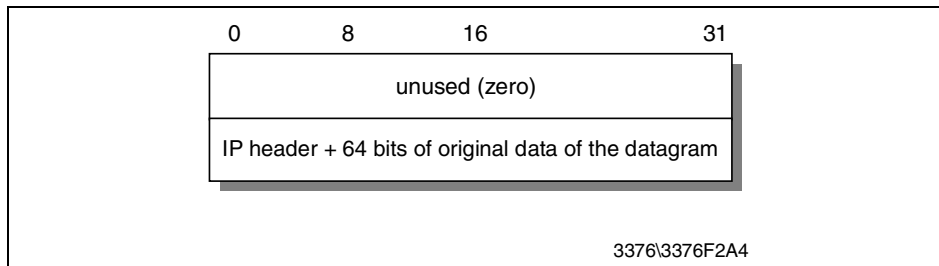 0 8 16 31
unused (zero)
IP header + 64 bits of original data of the datagram
3376\3376F2A4